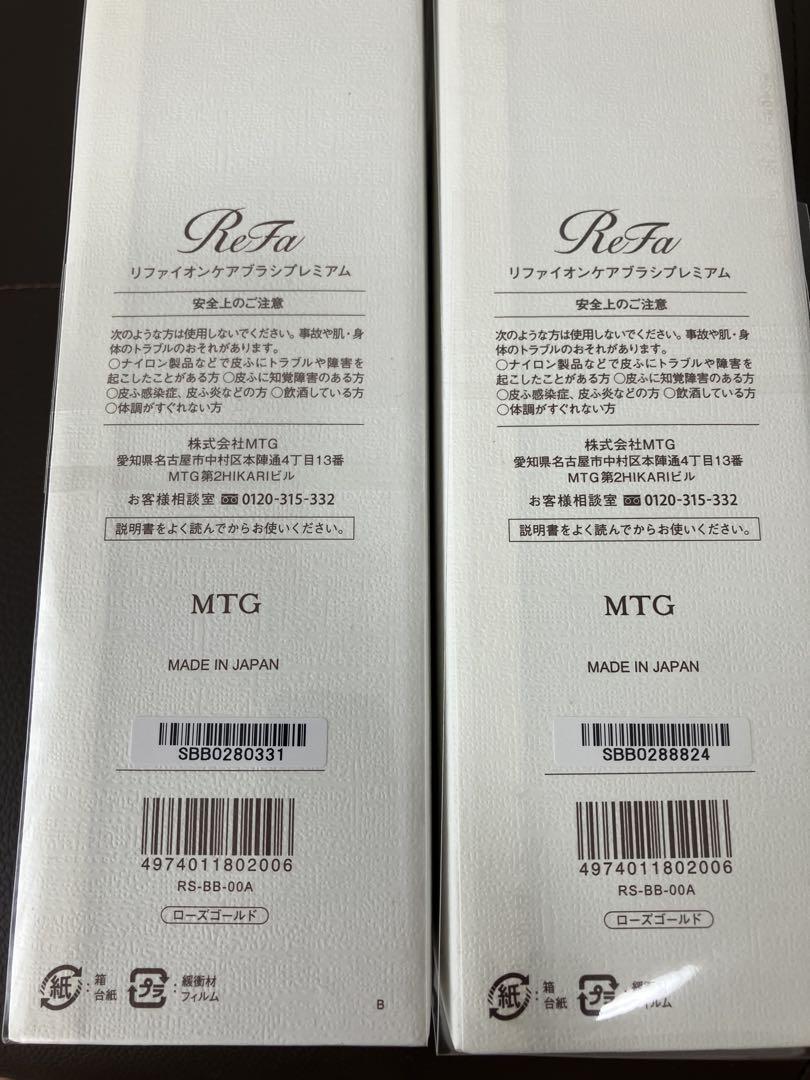 ReFa
リファイオンケアブラシプレミアム
安全上のご注意
次のような方は使用しないでください。事故や肌・身
体のトラブルのおそれがあります。
○ナイロン製品などで皮ふにトラブルや障害を
起こしたことがある方 ○皮ふに知覚障害のある方
○皮ふ感染症、皮ふ炎などの方 ○飲酒している方
○体調がすぐれない方
株式会社MTG
愛知県名古屋市中村区本陣通4丁目13番
MTG第2HIKARIビル
お客様相談室 0120-315-332
説明書をよく読んでからお使いください。
MTG
MADE IN JAPAN
SBB0280331
4974011802006
RS-BB-00A
ローズゴールド
紙 : 箱
台紙
プラ : 緩衝材
フィルム
B
ReFa
リファイオンケアブラシプレミアム
安全上のご注意
次のような方は使用しないでください。事故や肌・身
体のトラブルのおそれがあります。
○ナイロン製品などで皮ふにトラブルや障害を
起こしたことがある方 ○皮ふに知覚障害のある方
○皮ふ感染症、皮ふ炎などの方 ○飲酒している方
○体調がすぐれない方
株式会社MTG
愛知県名古屋市中村区本陣通4丁目13番
MTG第2HIKARIビル
お客様相談室 0120-315-332
説明書をよく読んでからお使いください。
MTG
MADE IN JAPAN
SBB0288824
4974011802006
RS-BB-00A
ローズゴールド
紙 : 箱
台紙
プラ :